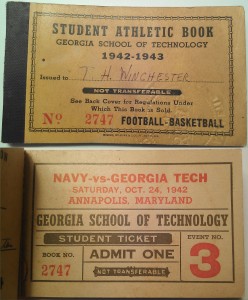 STUDENT ATHLETIC BOOK
GEORGIA SCHOOL OF TECHNOLOGY
1942-1943
Issued to T. H. WINCHESTER
NOT TRANSFERABLE
See Back Cover for Regulations Under
Which This Book is Sold
No 2747 FOOTBALL-BASKETBALL
NAVY-vs-GEORGIA TECH
SATURDAY, OCT. 24, 1942
ANNAPOLIS, MARYLAND
GEORGIA SCHOOL OF TECHNOLOGY
STUDENT TICKET
EVENT NO.
BOOK NO.
2747
ADMIT ONE
3
NOT TRANSFERABLE